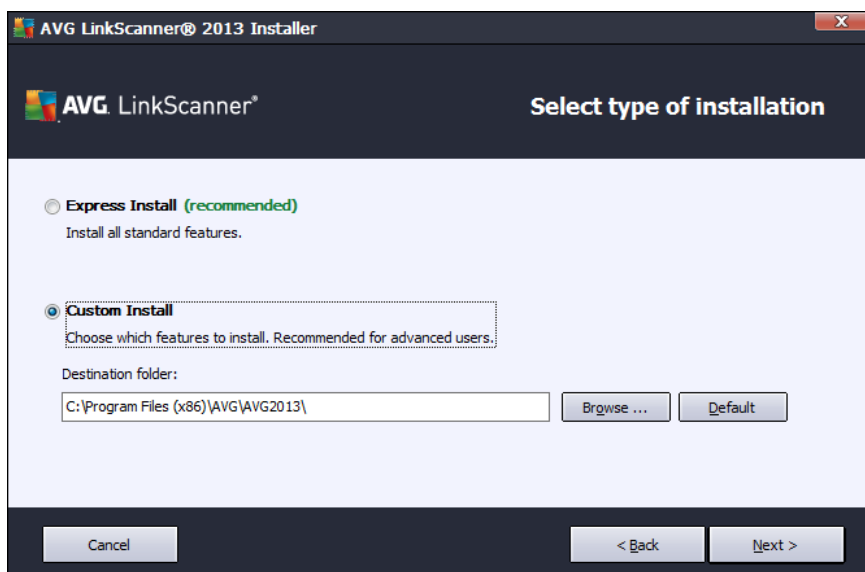 AVG LinkScanner® 2013 Installer
AVG. LinkScanner®
Select type of installation
Express Install (recommended)
Install all standard features.
Custom Install
Choose which features to install. Recommended for advanced users.
Destination folder:
C:\Program Files (x86)\AVG\AVG2013\
Browse ...
Default
Cancel
< Back
Next >